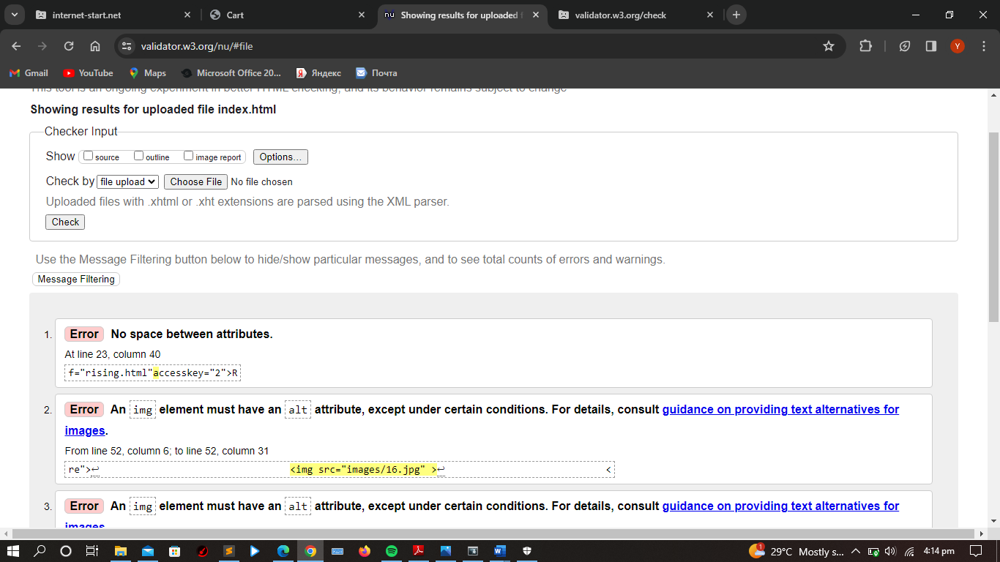 internet-start.net
Cart
nu Showing results for uploaded f
validator.w3.org/check
validator.w3.org/nu/#file
Y
Gmail
YouTube
Maps
Microsoft Office 20...
Яндекс
Почта
This tool is an ongoing experiment in better HTML checking, and its behavior remains subject to change
Showing results for uploaded file index.html
Checker Input
Show source outline image report Options...
Check by file upload Choose File No file chosen
Uploaded files with .xhtml or .xht extensions are parsed using the XML parser.
Check
Use the Message Filtering button below to hide/show particular messages, and to see total counts of errors and warnings.
Message Filtering
1. Error No space between attributes.
At line 23, column 40
f="rising.html"accesskey="2">R
2. Error An img element must have an alt attribute, except under certain conditions. For details, consult guidance on providing text alternatives for
images.
From line 52, column 6; to line 52, column 31
re">↩ <img src="images/16.jpg" >↩ <
3. Error An img element must have an alt attribute, except under certain conditions. For details, consult guidance on providing text alternatives for
images.
1 29°C Mostly s... 4:14 pm